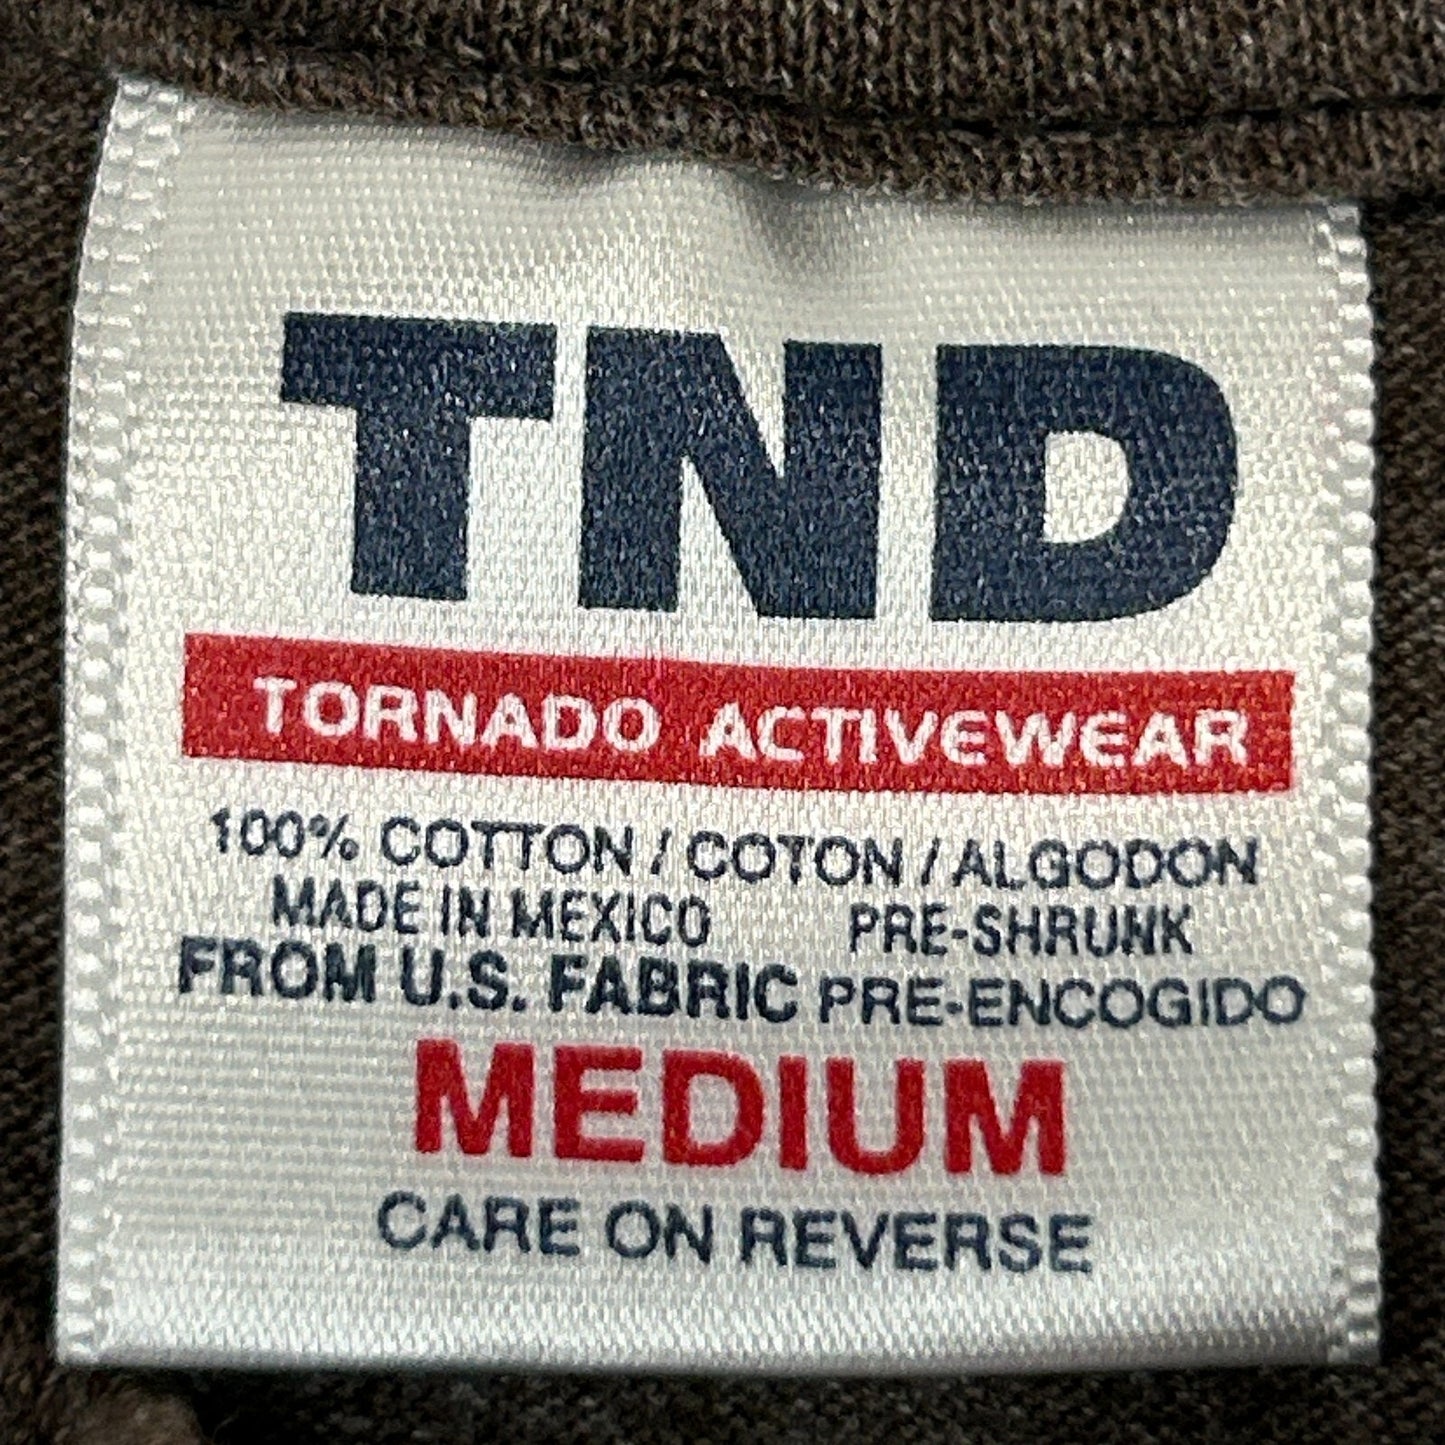 TND
TORNADO ACTIVEWEAR
100% COTTON / COTON / ALGODON
MADE IN MEXICO PRE-SHRUNK
FROM U.S. FABRIC PRE-ENCOGIDO
MEDIUM
CARE ON REVERSE